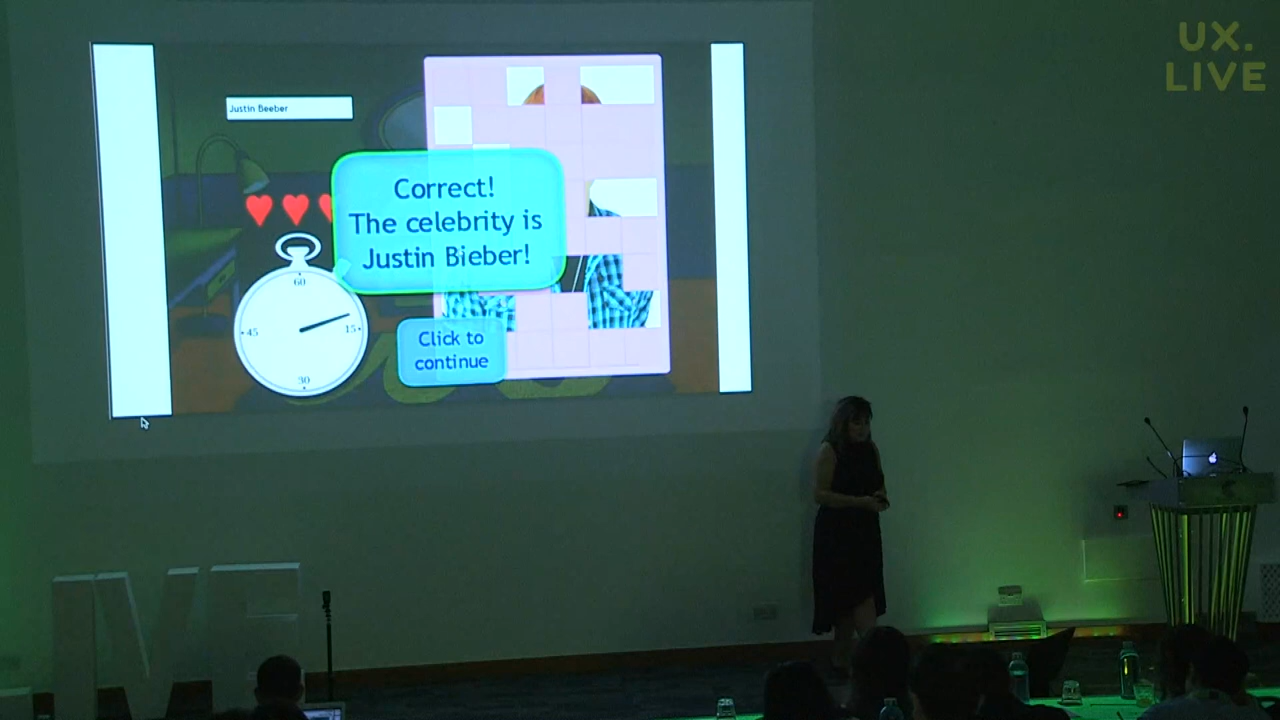 UX.
LIVE
Justin Beeber
Correct!
The celebrity is
Justin Bieber!
60
45
15
30
Click to
continue